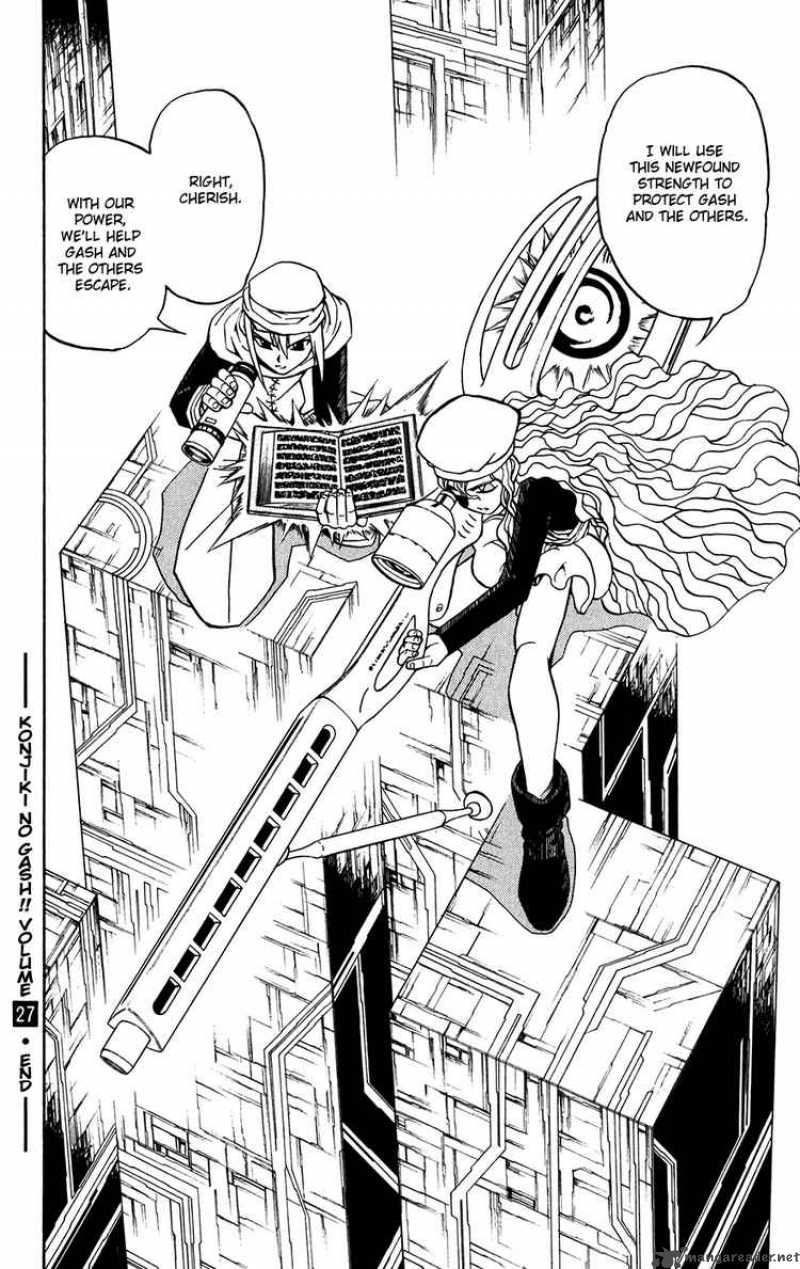 I WILL USE
THIS NEWFOUND
STRENGTH TO
PROTECT GASH
AND THE OTHERS.
RIGHT,
CHERISH.
WITH OUR
POWER,
WE'LL HELP
GASH AND
THE OTHERS
ESCAPE.
KONJIKI NO GASH!! VOLUME 27 • END
mangareader.net